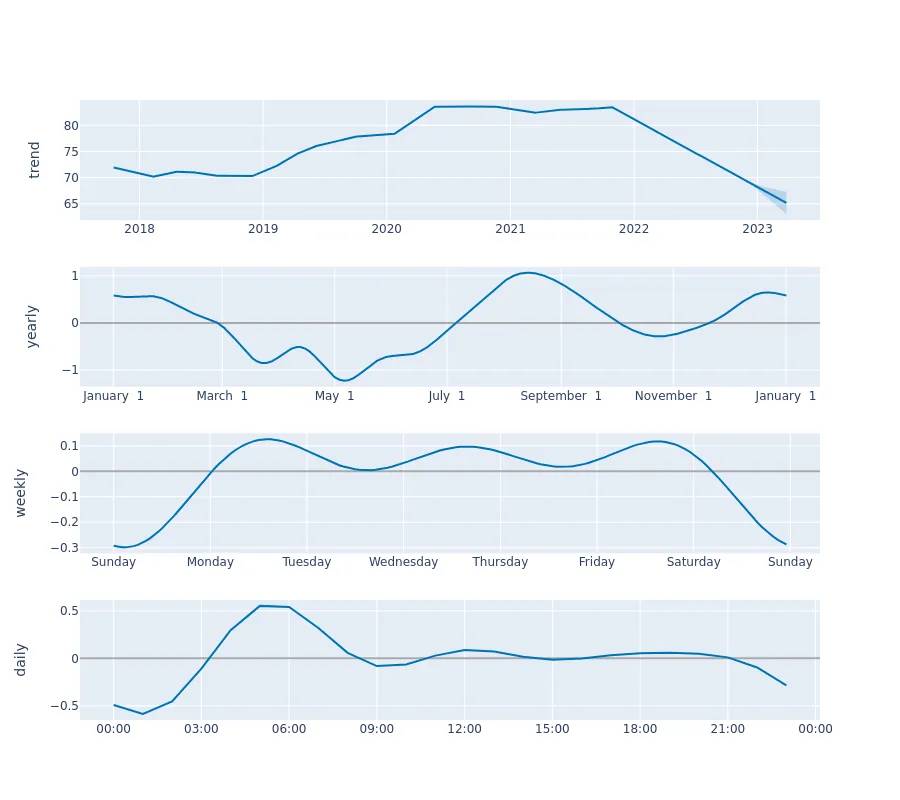 trend
80
75
70
65
2018 2019 2020 2021 2022 2023
yearly
1
0
−1
January 1 March 1 May 1 July 1 September 1 November 1 January 1
weekly
0.1
0
−0.1
−0.2
−0.3
Sunday Monday Tuesday Wednesday Thursday Friday Saturday Sunday
daily
0.5
0
−0.5
00:00 03:00 06:00 09:00 12:00 15:00 18:00 21:00 00:00